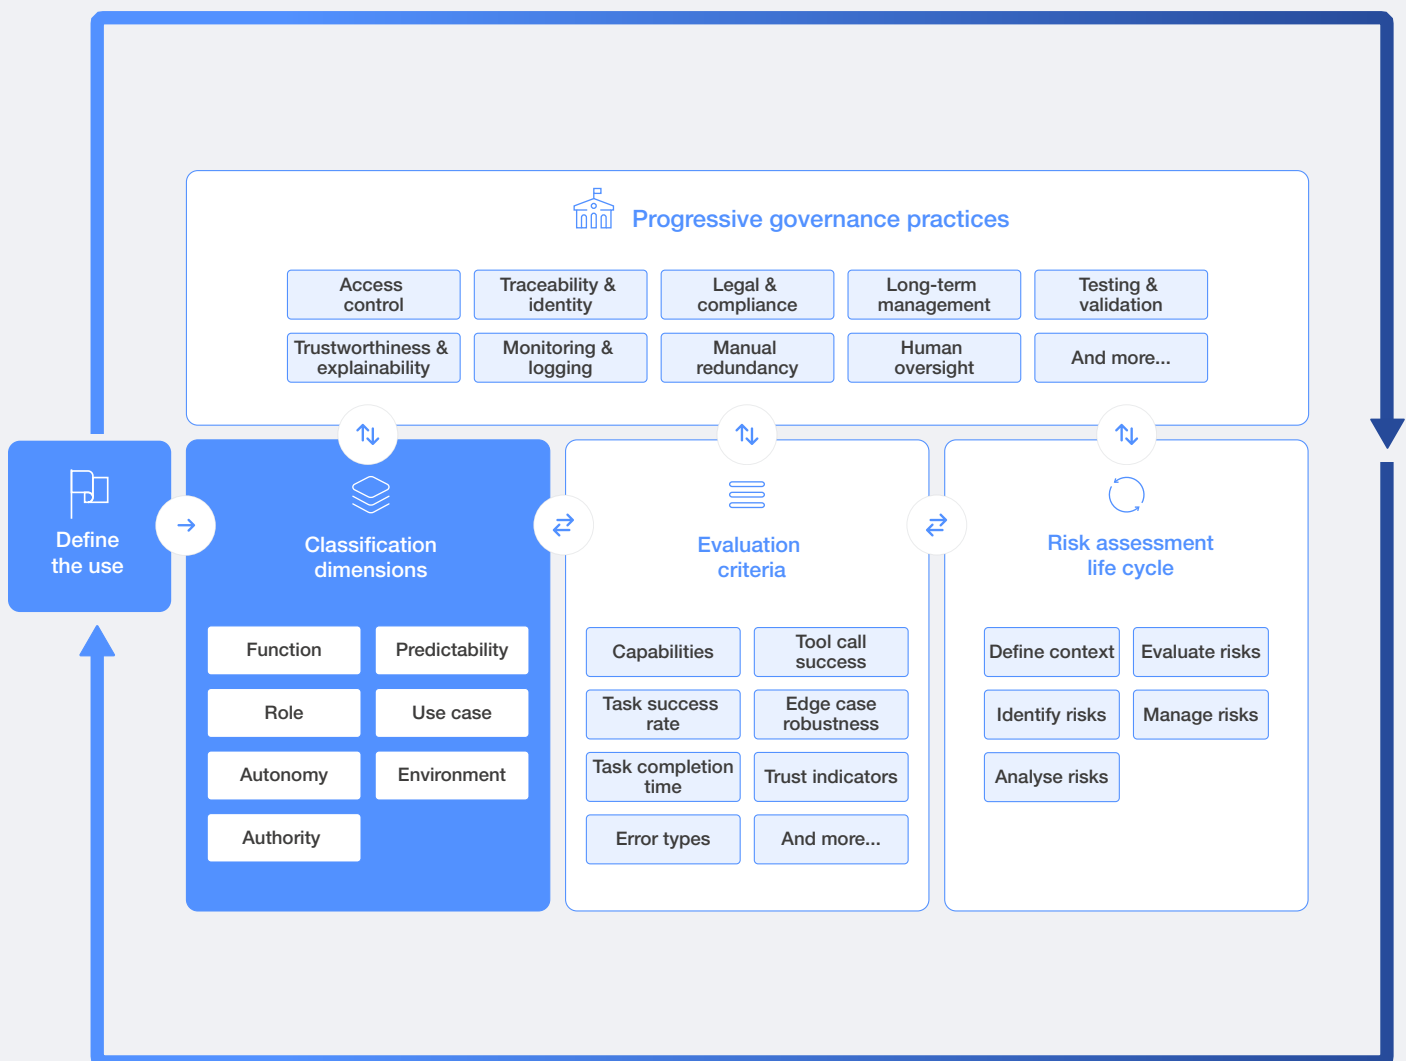 Progressive governance practices
Access
control
Traceability &
identity
Legal &
compliance
Long-term
management
Testing &
validation
Trustworthiness &
explainability
Monitoring &
logging
Manual
redundancy
Human
oversight
And more...
Define
the use
Classification
dimensions
Function
Predictability
Role
Use case
Autonomy
Environment
Authority
Evaluation
criteria
Capabilities
Tool call
success
Task success
rate
Edge case
robustness
Task completion
time
Trust indicators
Error types
And more...
Risk assessment
life cycle
Define context
Evaluate risks
Identify risks
Manage risks
Analyse risks